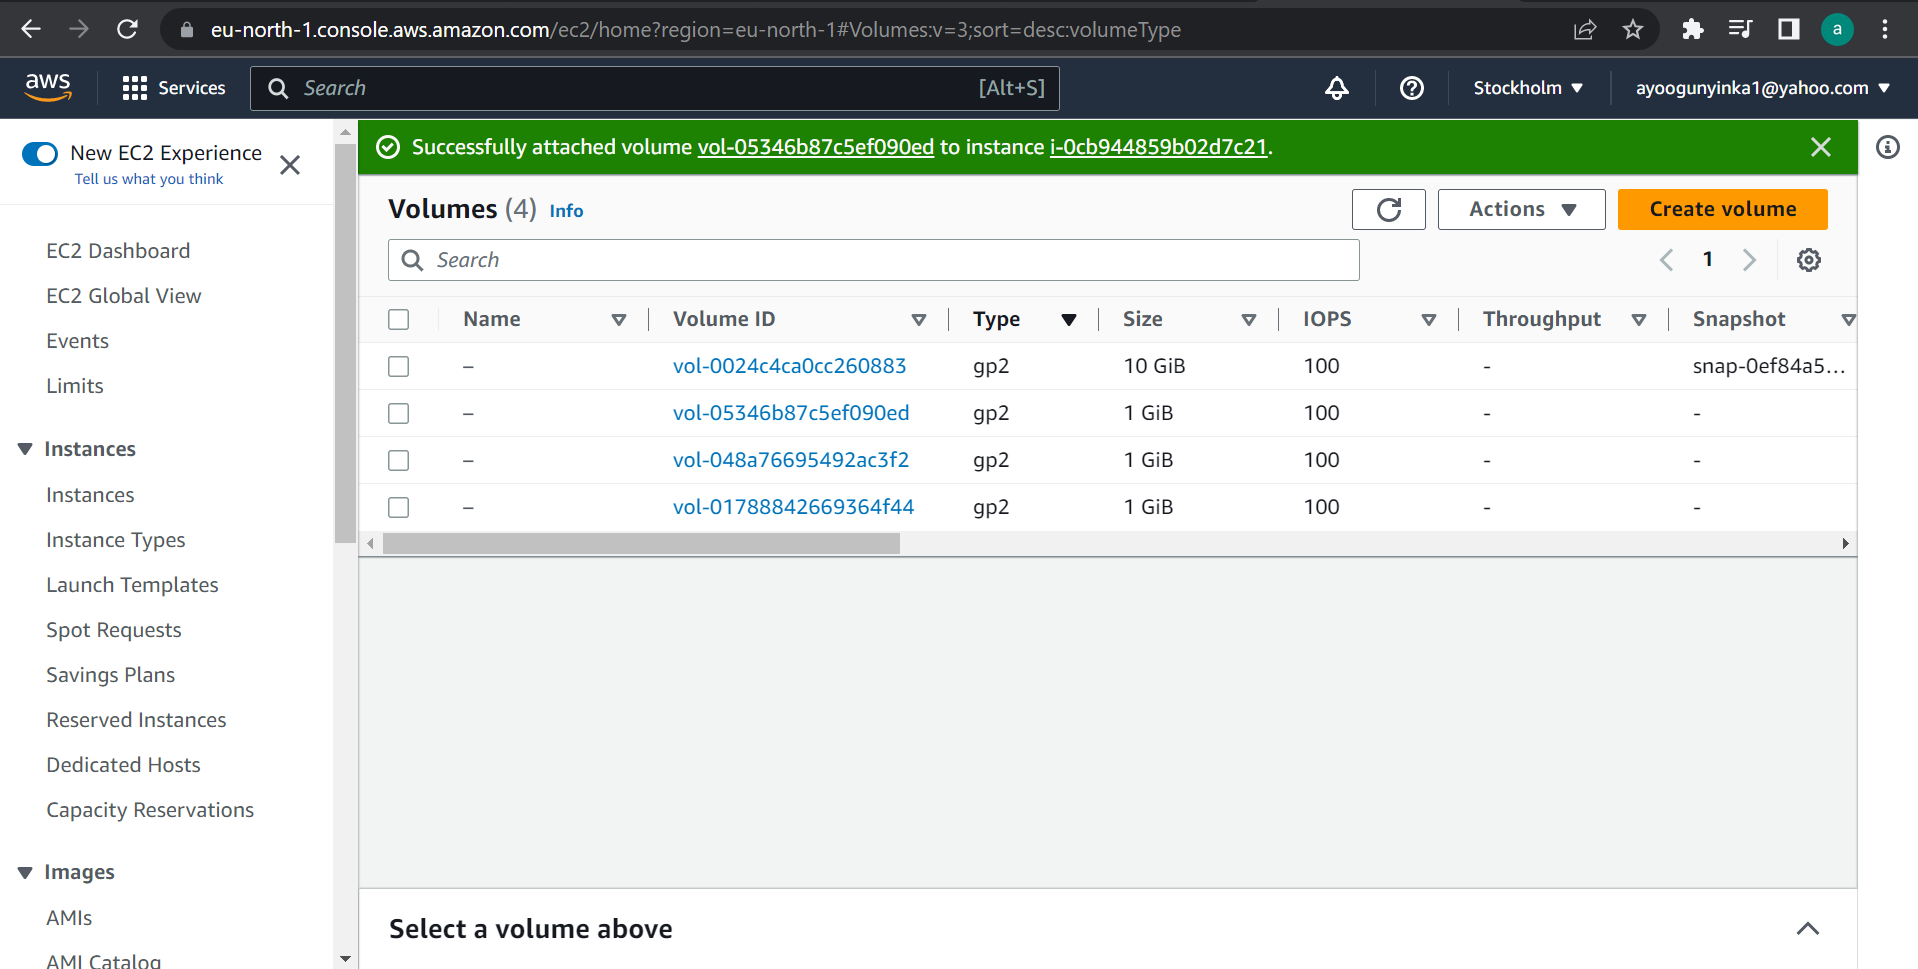 eu-north-1.console.aws.amazon.com/ec2/home?region=eu-north-1#Volumes:v=3;sort=desc:volumeType
a
aws
Services
Search
[Alt+S]
Stockholm
ayoogunyinka1@yahoo.com
New EC2 Experience
Tell us what you think
EC2 Dashboard
EC2 Global View
Events
Limits
Instances
Instances
Instance Types
Launch Templates
Spot Requests
Savings Plans
Reserved Instances
Dedicated Hosts
Capacity Reservations
Images
AMIs
AMI Catalog
Successfully attached volume vol-05346b87c5ef090ed to instance i-0cb944859b02d7c21.
Volumes (4) Info
Actions
Create volume
Search
1
Name Volume ID Type Size IOPS Throughput Snapshot
– vol-0024c4ca0cc260883 gp2 10 GiB 100 - snap-0ef84a5...
– vol-05346b87c5ef090ed gp2 1 GiB 100 - -
– vol-048a76695492ac3f2 gp2 1 GiB 100 - -
– vol-01788842669364f44 gp2 1 GiB 100 - -
Select a volume above